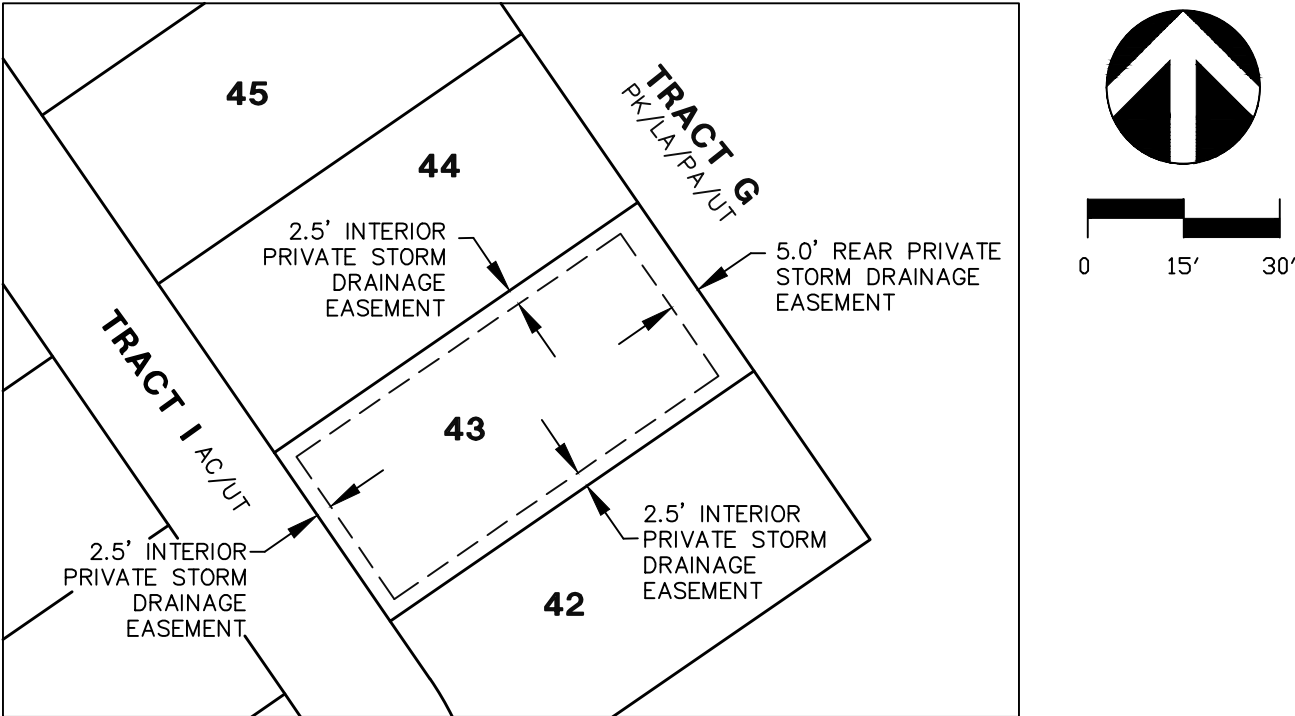 45
44
TRACT G
PK/LA/PA/UT
2.5' INTERIOR
PRIVATE STORM
DRAINAGE
EASEMENT
5.0' REAR PRIVATE
STORM DRAINAGE
EASEMENT
0 15' 30'
TRACT I AC/UT
43
2.5' INTERIOR
PRIVATE STORM
DRAINAGE
EASEMENT
2.5' INTERIOR
PRIVATE STORM
DRAINAGE
EASEMENT
42